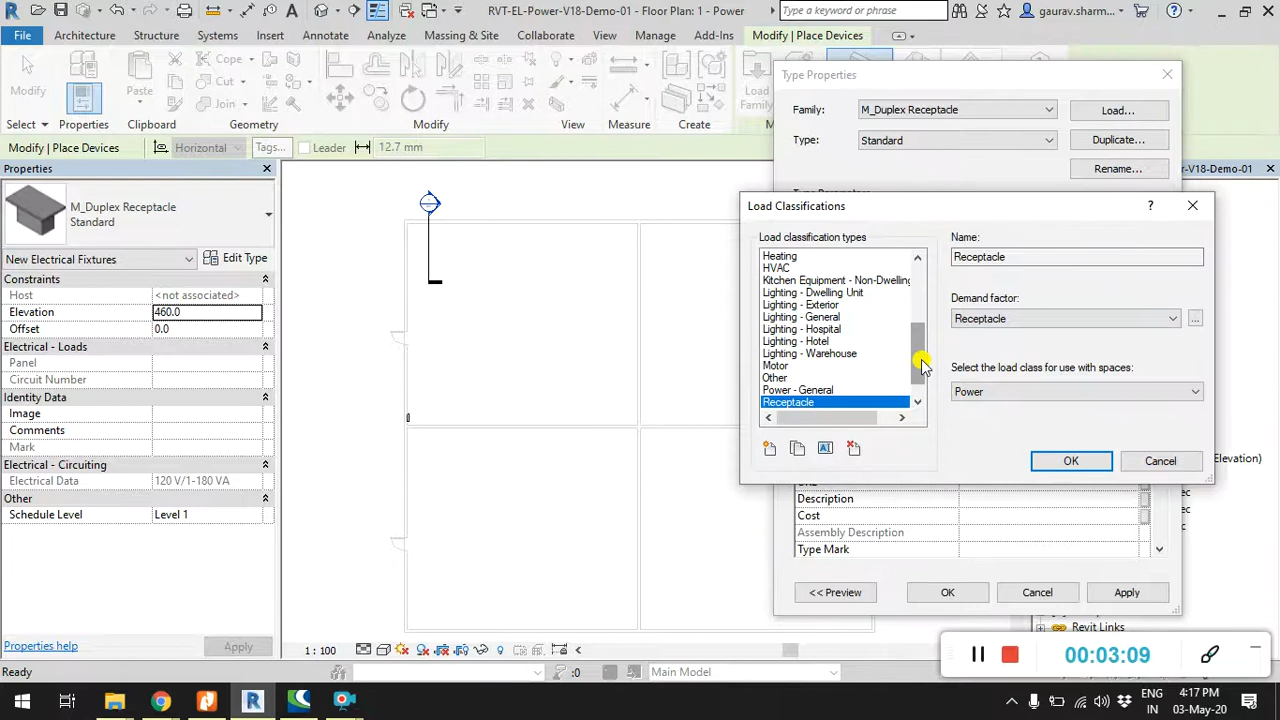 RVT-EL-Power-V18-Demo-01 - Floor Plan: 1 - Power
Type a keyword or phrase
gaurav.sharm...
File Architecture Structure Systems Insert Annotate Analyze Massing & Site Collaborate View Manage Add-Ins Modify | Place Devices
Modify
Paste
Cope
Cut
Join
Load
Select Properties Clipboard Geometry Modify View Measure Create
Modify | Place Devices Horizontal Tags... Leader 12.7 mm
Properties
M_Duplex Receptacle
Standard
New Electrical Fixtures Edit Type
Constraints
Host <not associated>
Elevation 460.0
Offset 0.0
Electrical - Loads
Panel
Circuit Number
Identity Data
Image
Comments
Mark
Electrical - Circuiting
Electrical Data 120 V/1-180 VA
Other
Schedule Level Level 1
Properties help Apply
Type Properties
Family: M_Duplex Receptacle Load...
Type: Standard Duplicate...
Rename...
-V18-Demo-01
Load Classifications
Load classification types
Heating
HVAC
Kitchen Equipment - Non-Dwelling
Lighting - Dwelling Unit
Lighting - Exterior
Lighting - General
Lighting - Hospital
Lighting - Hotel
Lighting - Warehouse
Motor
Other
Power - General
Receptacle
Name:
Receptacle
Demand factor:
Receptacle
...
Select the load class for use with spaces:
Power
OK Cancel
Elevation)
Description
Cost
Assembly Description
Type Mark
<< Preview OK Cancel Apply
Revit Links
1 : 100
Ready :0 Main Model
00:03:09
ENG
IN
4:17 PM
03-May-20